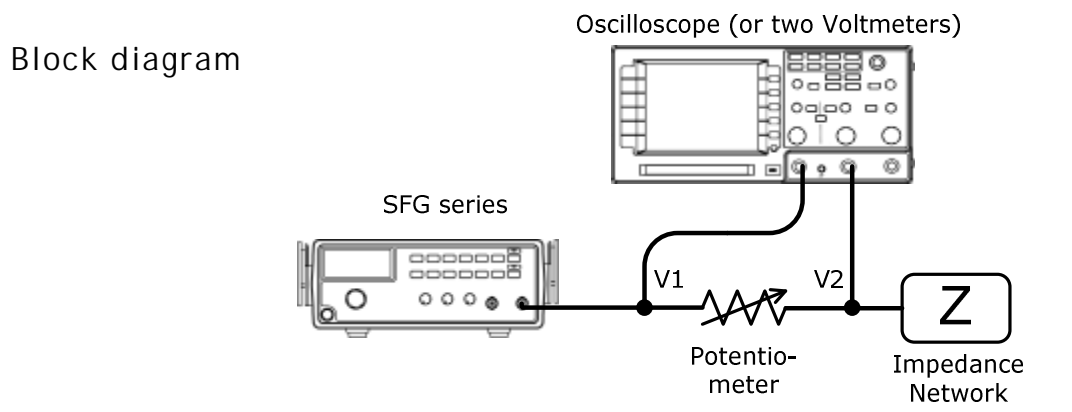 Oscilloscope (or two Voltmeters)
Block diagram
SFG series
V1
V2
Z
Potentio-
meter
Impedance
Network